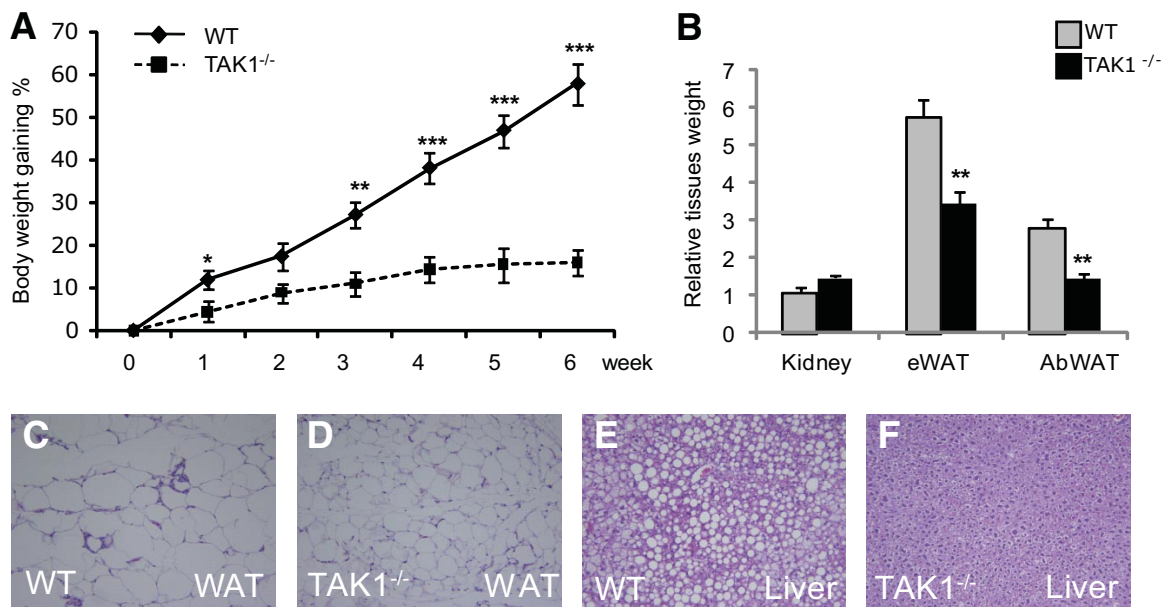 A
70
60
50
40
30
20
10
0
Body weight gaining %
WT
TAK1-/-
*
**
***
***
***
0 1 2 3 4 5 6 week
B
WT
TAK1 -/-
7
6
5
4
3
2
1
0
Relative tissues weight
**
**
Kidney eWAT AbWAT
C
WT WAT
D
TAK1-/- WAT
E
WT Liver
F
TAK1-/- Liver